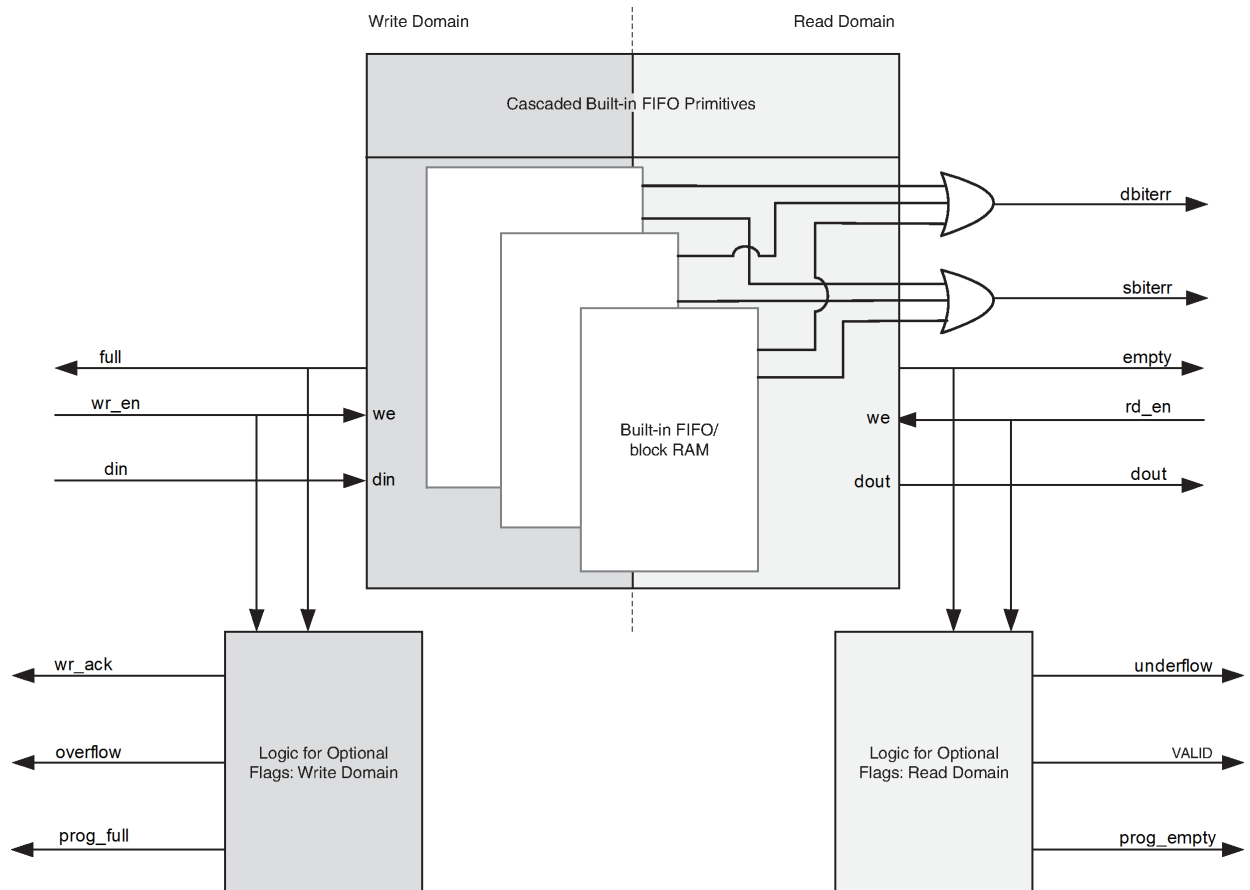 Write Domain
Read Domain
Cascaded Built-in FIFO Primitives
dbiterr
sbiterr
full
empty
wr_en
we
we
rd_en
Built-in FIFO/
block RAM
din
din
dout
dout
wr_ack
underflow
overflow
Logic for Optional
Flags: Write Domain
Logic for Optional
Flags: Read Domain
VALID
prog_full
prog_empty